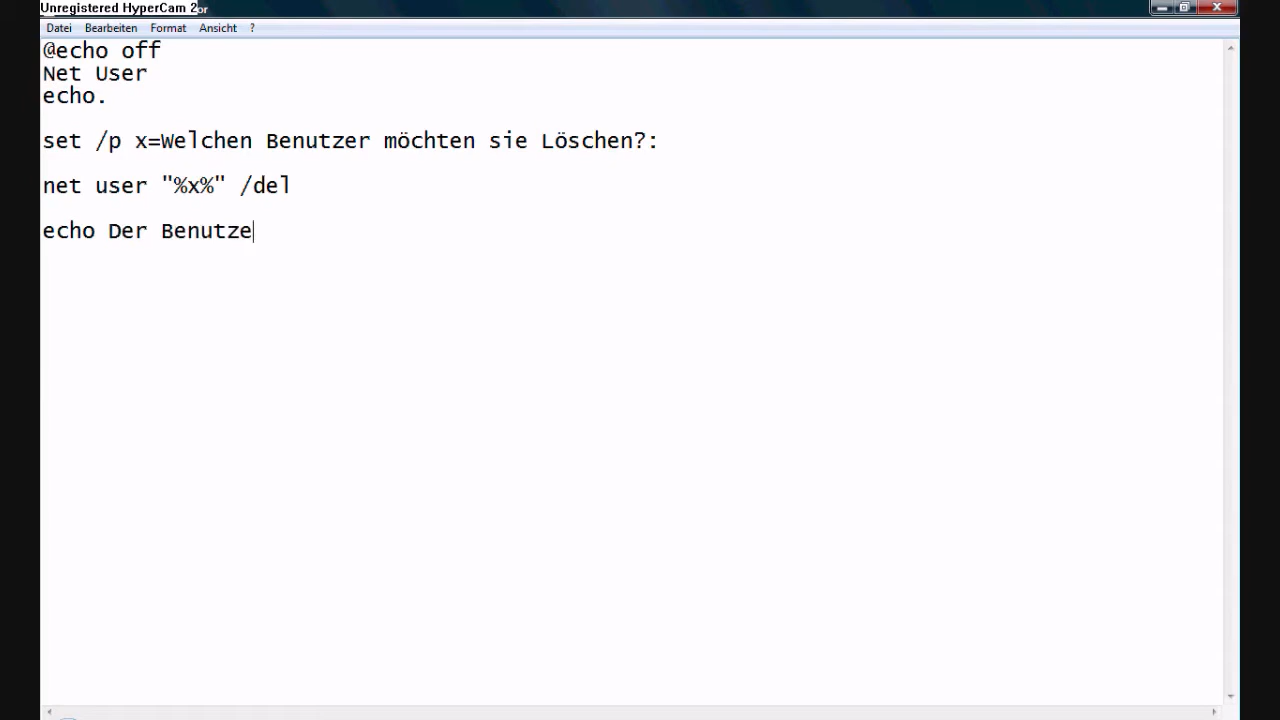 Unregistered HyperCam 2or
Datei Bearbeiten Format Ansicht ?
@echo off
Net User
echo.
set /p x=Welchen Benutzer möchten sie Löschen?:
net user "%x%" /del
echo Der Benutze